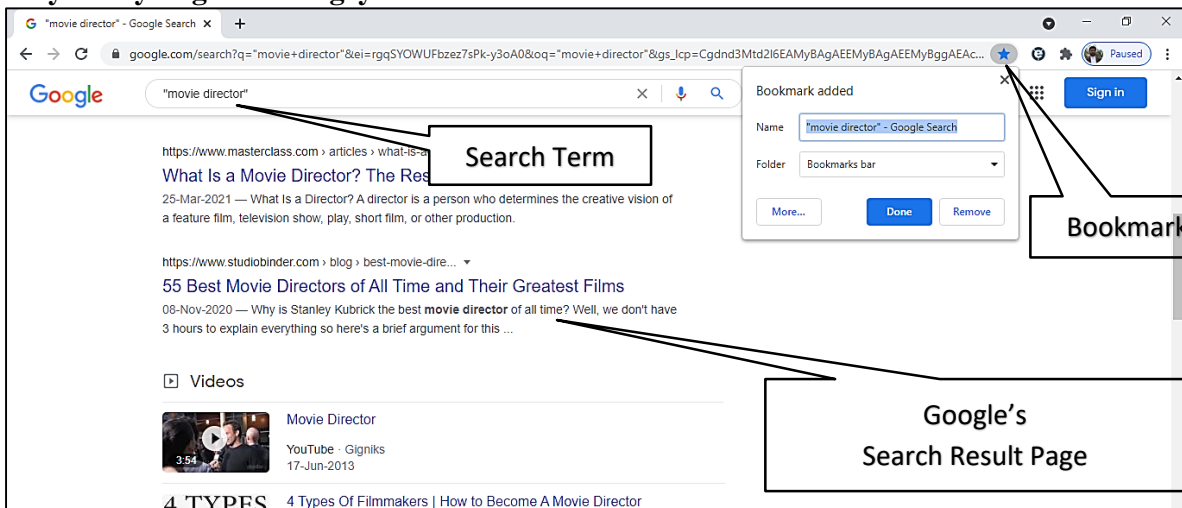 "movie director" - Google Search
google.com/search?q="movie+director"&ei=rgqSYOWUFbzez7sPk-y3oA0&oq="movie+director"&gs_lcp=Cgdnd3Mtd2l6EAMyBAgAEEMyBAgAEEMyBggAEAc...
Paused
Google
"movie director"
Sign in
Bookmark added
Name "movie director" - Google Search
Folder Bookmarks bar
More... Done Remove
Search Term
Bookmark
https://www.masterclass.com › articles › what-is-a
What Is a Movie Director? The Res
25-Mar-2021 — What Is a Director? A director is a person who determines the creative vision of
a feature film, television show, play, short film, or other production.
https://www.studiobinder.com › blog › best-movie-dire...
55 Best Movie Directors of All Time and Their Greatest Films
08-Nov-2020 — Why is Stanley Kubrick the best movie director of all time? Well, we don't have
3 hours to explain everything so here's a brief argument for this ...
Google's
Search Result Page
Videos
3:54
Movie Director
YouTube · Gigniks
17-Jun-2013
4 TYPES
4 Types Of Filmmakers | How to Become A Movie Director